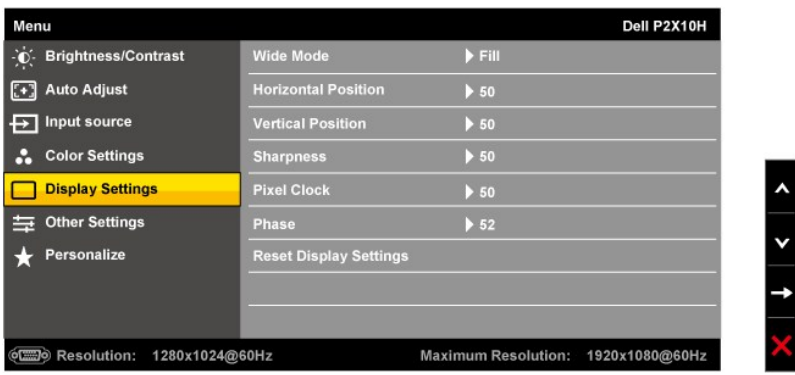 Menu Dell P2X10H
Brightness/Contrast Wide Mode Fill
Auto Adjust Horizontal Position 50
Input source Vertical Position 50
Color Settings Sharpness 50
Display Settings Pixel Clock 50
Other Settings Phase 52
Personalize Reset Display Settings
Resolution: 1280x1024@60Hz Maximum Resolution: 1920x1080@60Hz